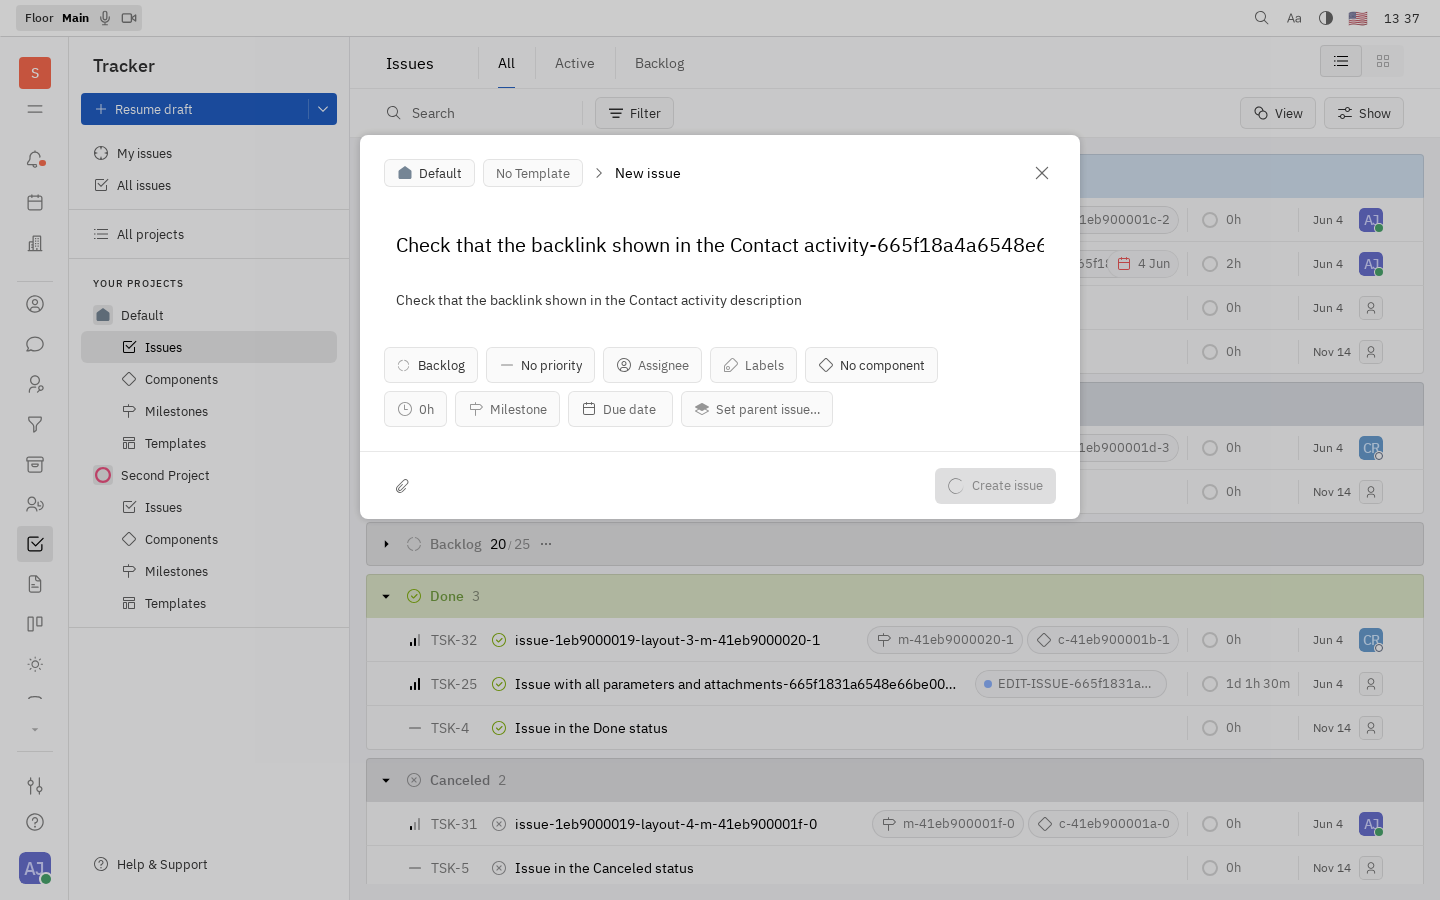 Floor Main
Aa
13 37
S
Tracker
Resume draft
My issues
All issues
All projects
YOUR PROJECTS
Default
Issues
Components
Milestones
Templates
Second Project
Issues
Components
Milestones
Templates
Help & Support
AJ
Issues
All
Active
Backlog
Search
Filter
View
Show
Default
No Template
New issue
Check that the backlink shown in the Contact activity-665f18a4a6548e6
Check that the backlink shown in the Contact activity description
Backlog
No priority
Assignee
Labels
No component
0h
Milestone
Due date
Set parent issue...
Create issue
1eb900001c-2 0h Jun 4 AJ
4 Jun 2h Jun 4 AJ
0h Jun 4
0h Nov 14
1eb900001d-3 0h Jun 4 CR
0h Nov 14
Backlog 20/25 ···
Done 3
TSK-32 issue-1eb9000019-layout-3-m-41eb9000020-1 m-41eb9000020-1 c-41eb900001b-1 0h Jun 4 CR
TSK-25 Issue with all parameters and attachments-665f1831a6548e66be00... EDIT-ISSUE-665f1831a... 1d 1h 30m Jun 4
TSK-4 Issue in the Done status 0h Nov 14
Canceled 2
TSK-31 issue-1eb9000019-layout-4-m-41eb900001f-0 m-41eb900001f-0 c-41eb900001a-0 0h Jun 4 AJ
TSK-5 Issue in the Canceled status 0h Nov 14